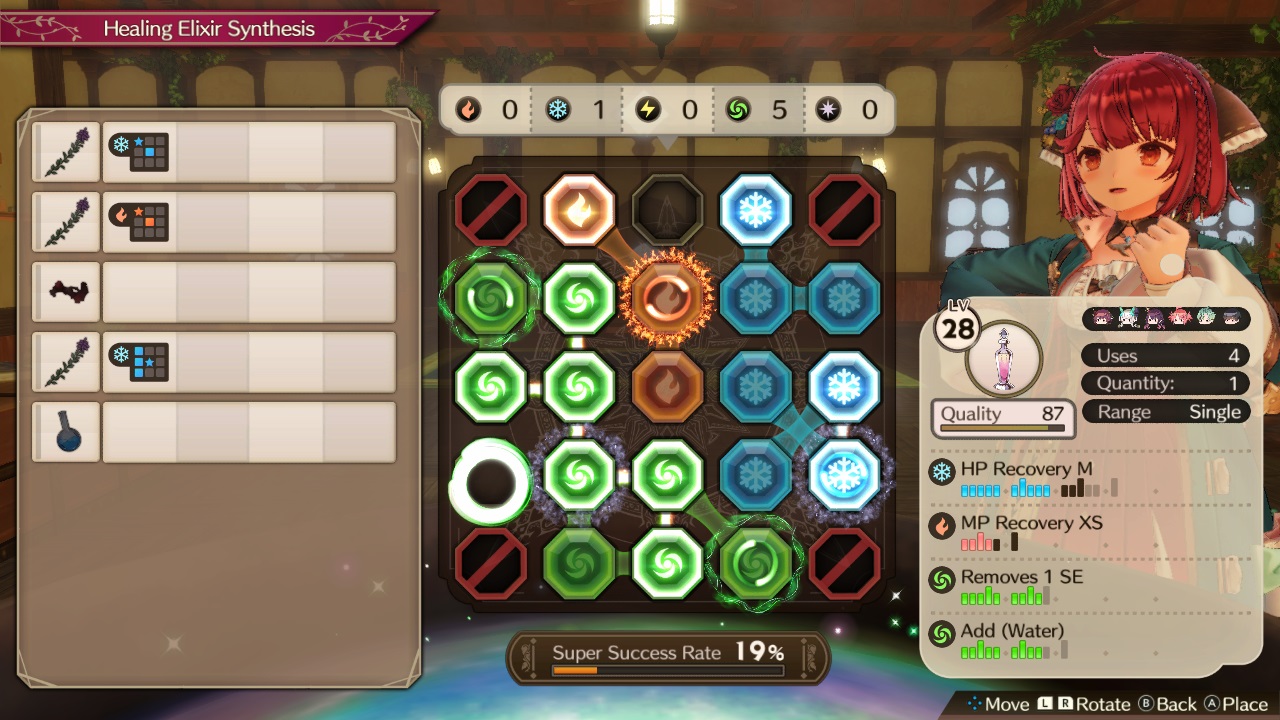 Healing Elixir Synthesis
0 1 0 5 0
LV
28
Uses 4
Quantity: 1
Range Single
Quality 87
HP Recovery M
MP Recovery XS
Removes 1 SE
Add (Water)
Super Success Rate 19%
Move L R Rotate B Back A Place